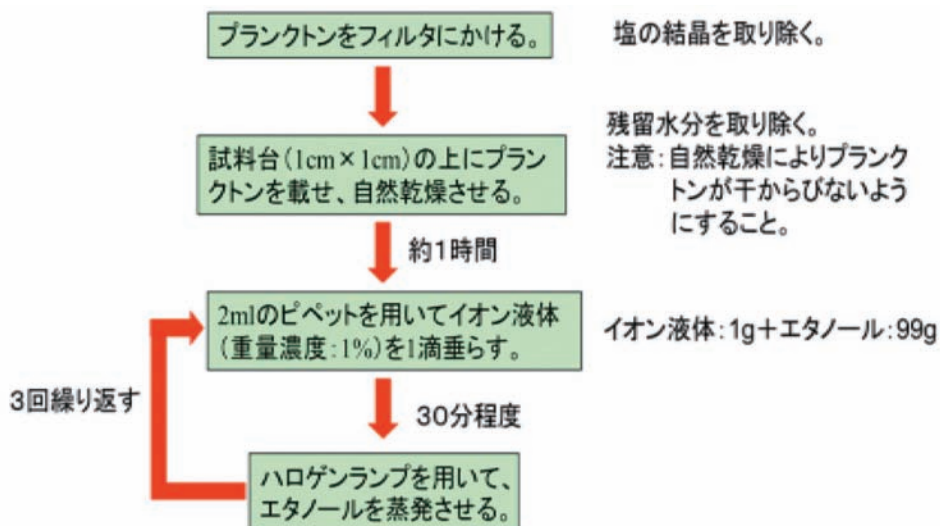 プランクトンをフィルタにかける。
塩の結晶を取り除く。
試料台(1cm×1cm)の上にプラン
クトンを載せ、自然乾燥させる。
残留水分を取り除く。
注意:自然乾燥によりプランク
トンが干からびないよう
にすること。
約1時間
2mlのピペットを用いてイオン液体
(重量濃度:1%)を1滴垂らす。
イオン液体:1g+エタノール:99g
3回繰り返す
30分程度
ハロゲンランプを用いて、
エタノールを蒸発させる。